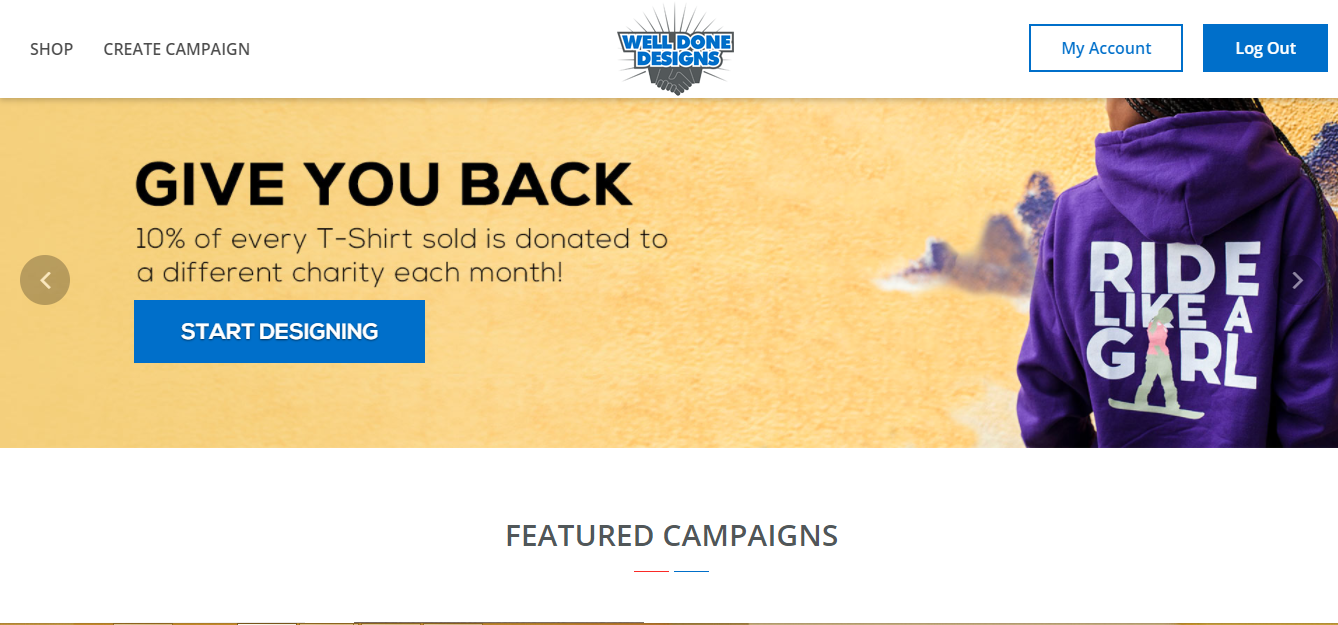 SHOP
CREATE CAMPAIGN
WELL DONE
DESIGNS
My Account
Log Out
GIVE YOU BACK
10% of every T-Shirt sold is donated to
a different charity each month!
START DESIGNING
RIDE
LIKE A
GIRL
FEATURED CAMPAIGNS